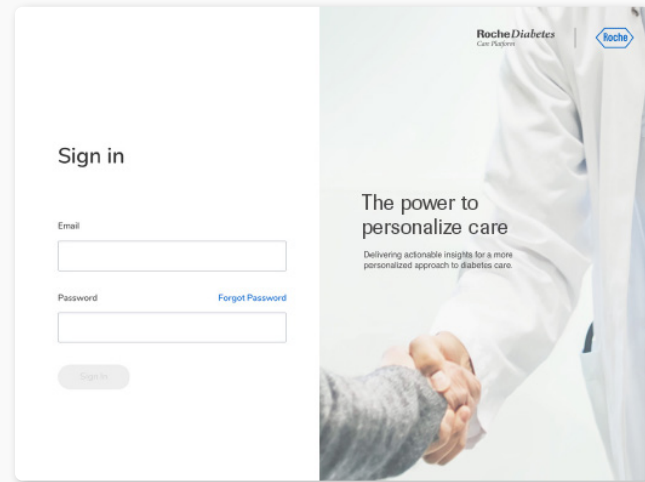 Sign in
Email
Password
Forgot Password
Sign In
RocheDiabetes
Care Platform
Roche
The power to
personalize care
Delivering actionable insights for a more
personalized approach to diabetes care.